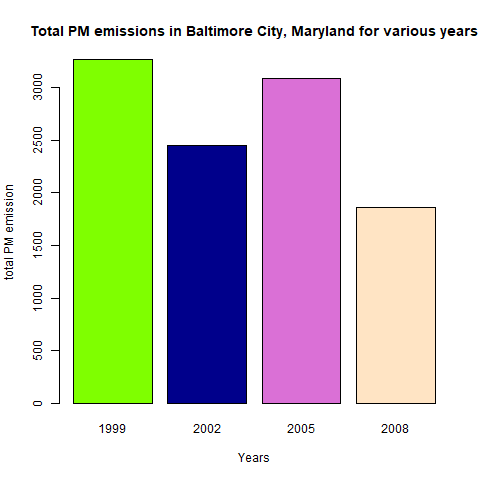 Total PM emissions in Baltimore City, Maryland for various years
total PM emission
3000
2500
2000
1500
1000
500
0
1999 2002 2005 2008
Years